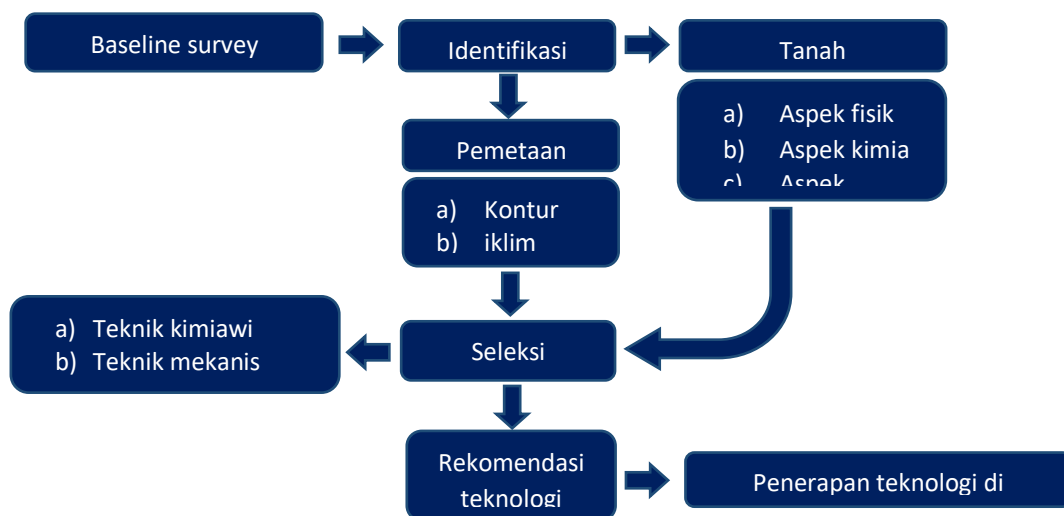 Baseline survey
Identifikasi
Tanah
a) Aspek fisik
b) Aspek kimia
c) Aspek
Pemetaan
a) Kontur
b) iklim
Seleksi
a) Teknik kimiawi
b) Teknik mekanis
Rekomendasi
teknologi
Penerapan teknologi di